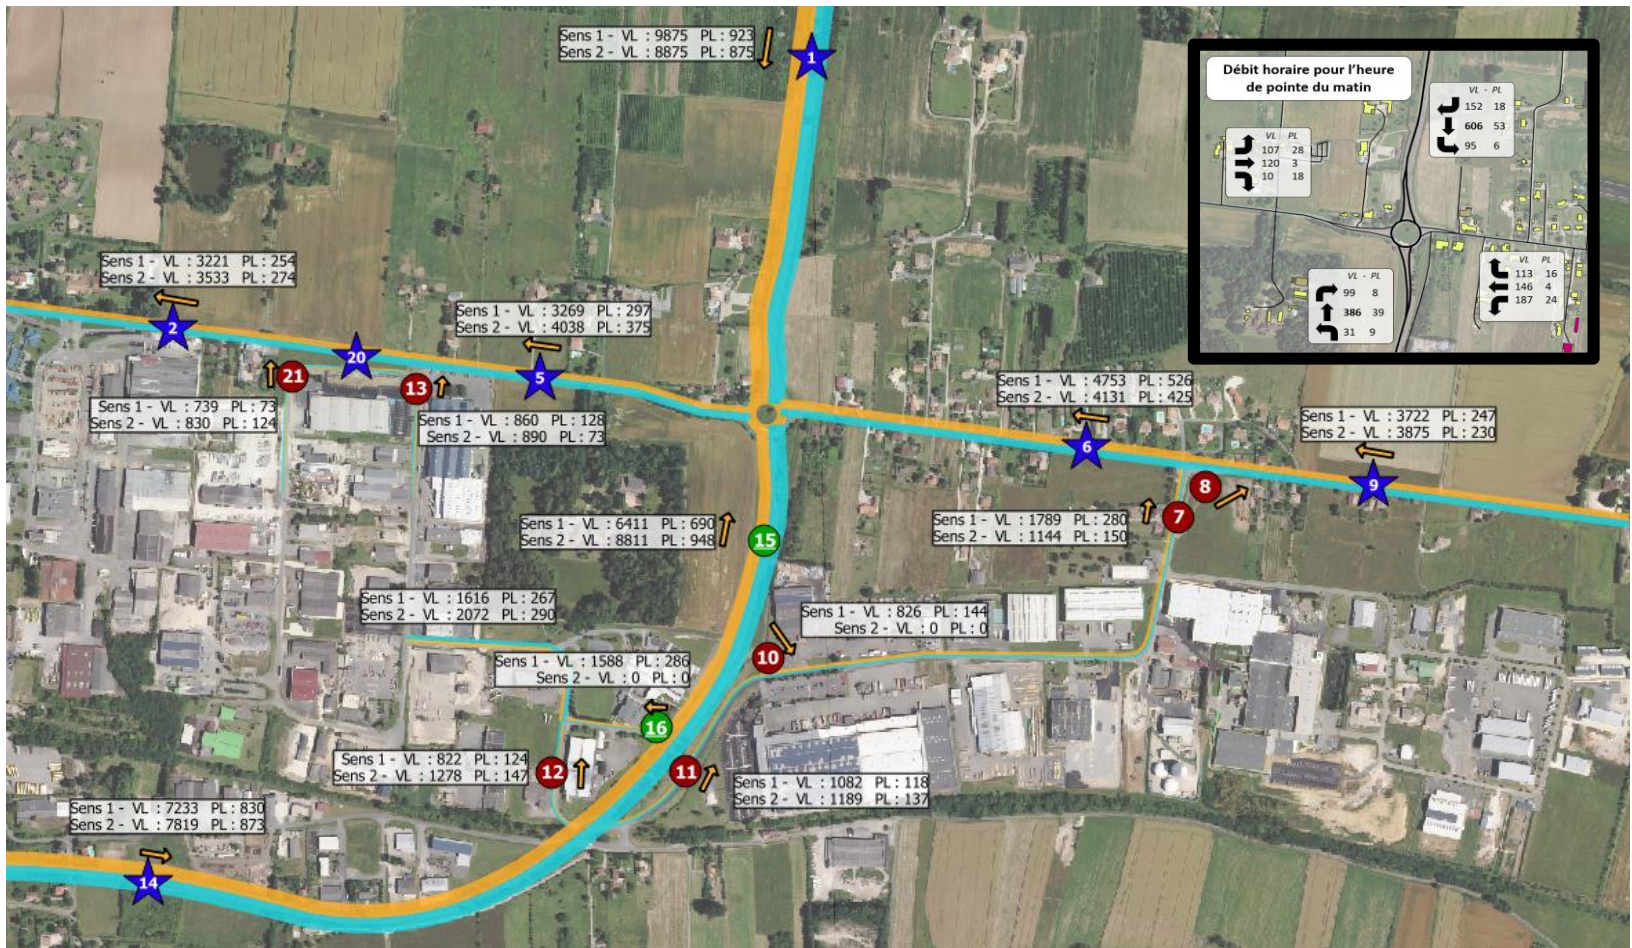 Sens 1 - VL : 9875 PL : 923
Sens 2 - VL : 8875 PL : 875
1
Débit horaire pour l'heure
de pointe du matin
VL - PL
152 18
606 53
95 6
VL PL
107 28
120 3
10 18
VL PL
113 16
146 4
187 24
VL - PL
99 8
386 39
31 9
Sens 1 - VL : 3221 PL : 254
Sens 2 - VL : 3533 PL : 274
2
Sens 1 - VL : 3269 PL : 297
Sens 2 - VL : 4038 PL : 375
20
5
21
13
Sens 1 - VL : 739 PL : 73
Sens 2 - VL : 830 PL : 124
Sens 1 - VL : 860 PL : 128
Sens 2 - VL : 890 PL : 73
Sens 1 - VL : 4753 PL : 526
Sens 2 - VL : 4131 PL : 425
6
Sens 1 - VL : 3722 PL : 247
Sens 2 - VL : 3875 PL : 230
9
8
7
Sens 1 - VL : 1789 PL : 280
Sens 2 - VL : 1144 PL : 150
Sens 1 - VL : 6411 PL : 690
Sens 2 - VL : 8811 PL : 948
15
Sens 1 - VL : 1616 PL : 267
Sens 2 - VL : 2072 PL : 290
Sens 1 - VL : 826 PL : 144
Sens 2 - VL : 0 PL : 0
10
Sens 1 - VL : 1588 PL : 286
Sens 2 - VL : 0 PL : 0
16
Sens 1 - VL : 822 PL : 124
Sens 2 - VL : 1278 PL : 147
12
11
Sens 1 - VL : 1082 PL : 118
Sens 2 - VL : 1189 PL : 137
Sens 1 - VL : 7233 PL : 830
Sens 2 - VL : 7819 PL : 873
14